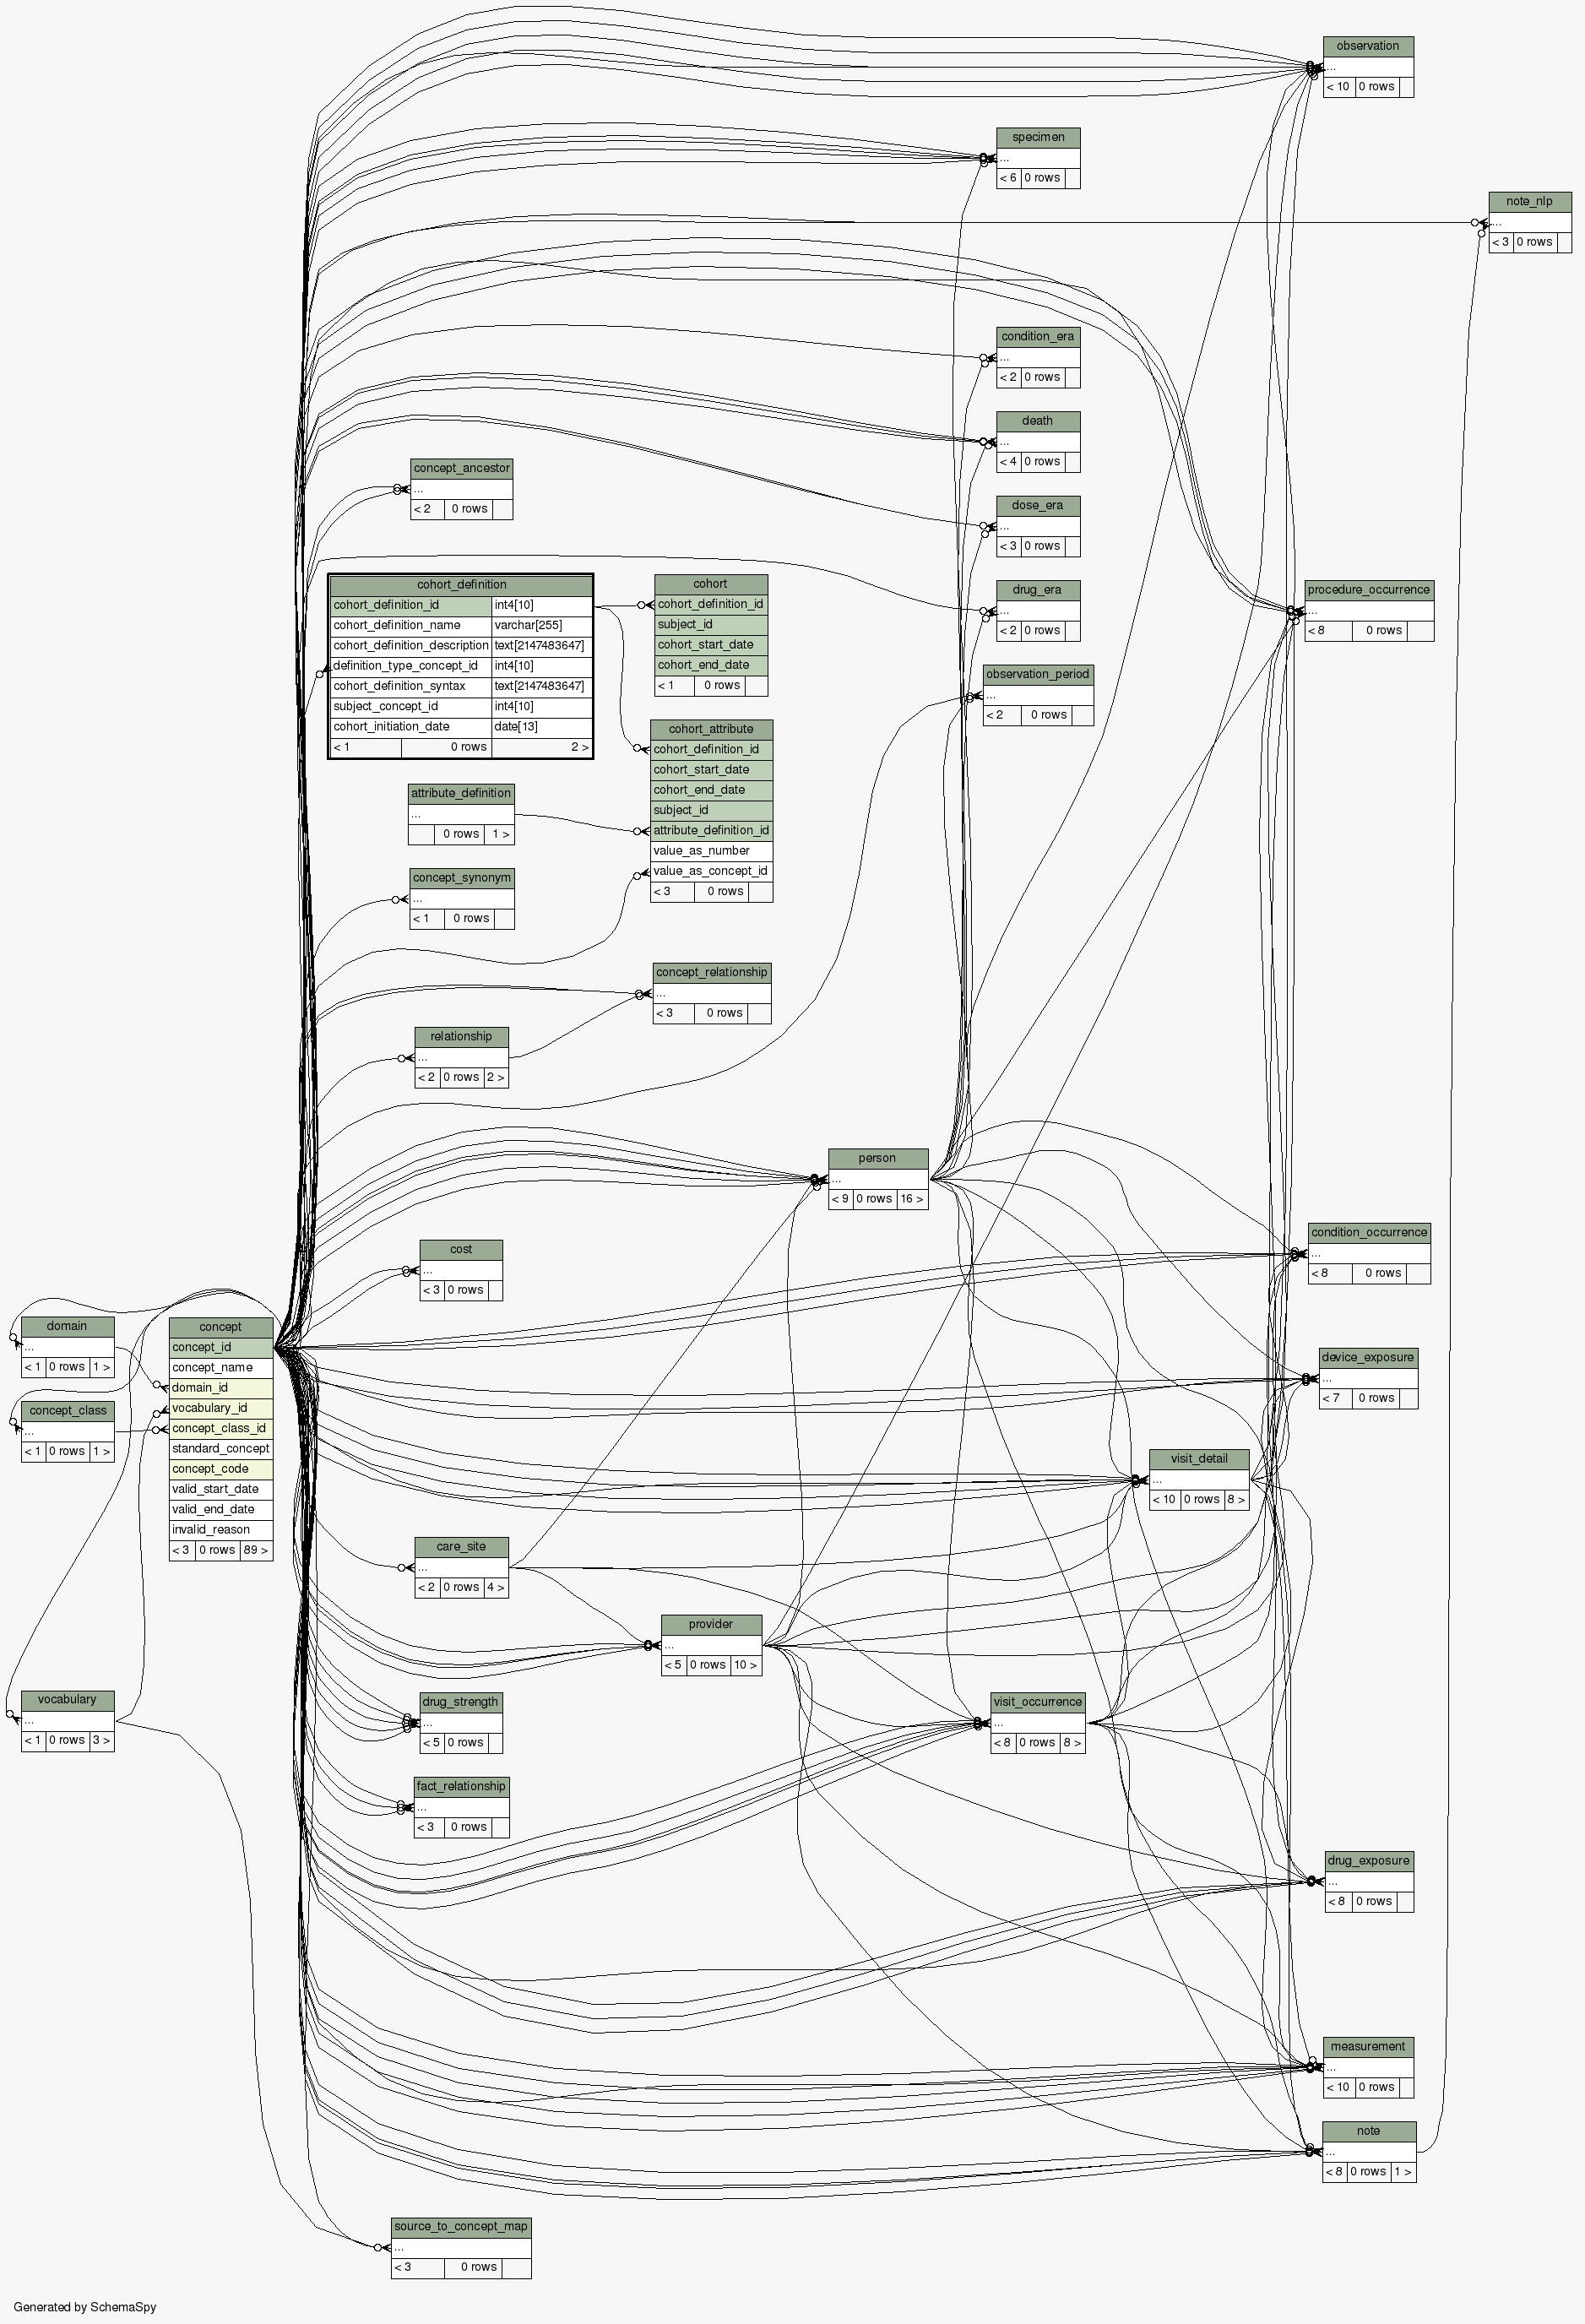 observation
...
< 10 0 rows
specimen
...
< 6 0 rows
note_nlp
...
< 3 0 rows
condition_era
...
< 2 0 rows
death
...
< 4 0 rows
concept_ancestor
...
< 2 0 rows
dose_era
...
< 3 0 rows
cohort_definition
cohort_definition_id int4[10]
cohort_definition_name varchar[255]
cohort_definition_description text[2147483647]
definition_type_concept_id int4[10]
cohort_definition_syntax text[2147483647]
subject_concept_id int4[10]
cohort_initiation_date date[13]
< 1 0 rows 2 >
cohort
cohort_definition_id
subject_id
cohort_start_date
cohort_end_date
< 1 0 rows
drug_era
...
< 2 0 rows
procedure_occurrence
...
< 8 0 rows
observation_period
...
< 2 0 rows
cohort_attribute
cohort_definition_id
cohort_start_date
cohort_end_date
subject_id
attribute_definition_id
value_as_number
value_as_concept_id
< 3 0 rows
attribute_definition
...
0 rows 1 >
concept_synonym
...
< 1 0 rows
concept_relationship
...
< 3 0 rows
relationship
...
< 2 0 rows 2 >
person
...
< 9 0 rows 16 >
condition_occurrence
...
< 8 0 rows
cost
...
< 3 0 rows
domain
...
< 1 0 rows 1 >
concept
concept_id
concept_name
domain_id
vocabulary_id
concept_class_id
standard_concept
concept_code
valid_start_date
valid_end_date
invalid_reason
< 3 0 rows 89 >
device_exposure
...
< 7 0 rows
concept_class
...
< 1 0 rows 1 >
visit_detail
...
< 10 0 rows 8 >
care_site
...
< 2 0 rows 4 >
provider
...
< 5 0 rows 10 >
vocabulary
...
< 1 0 rows 3 >
drug_strength
...
< 5 0 rows
visit_occurrence
...
< 8 0 rows 8 >
fact_relationship
...
< 3 0 rows
drug_exposure
...
< 8 0 rows
measurement
...
< 10 0 rows
note
...
< 8 0 rows 1 >
source_to_concept_map
...
< 3 0 rows
Generated by SchemaSpy